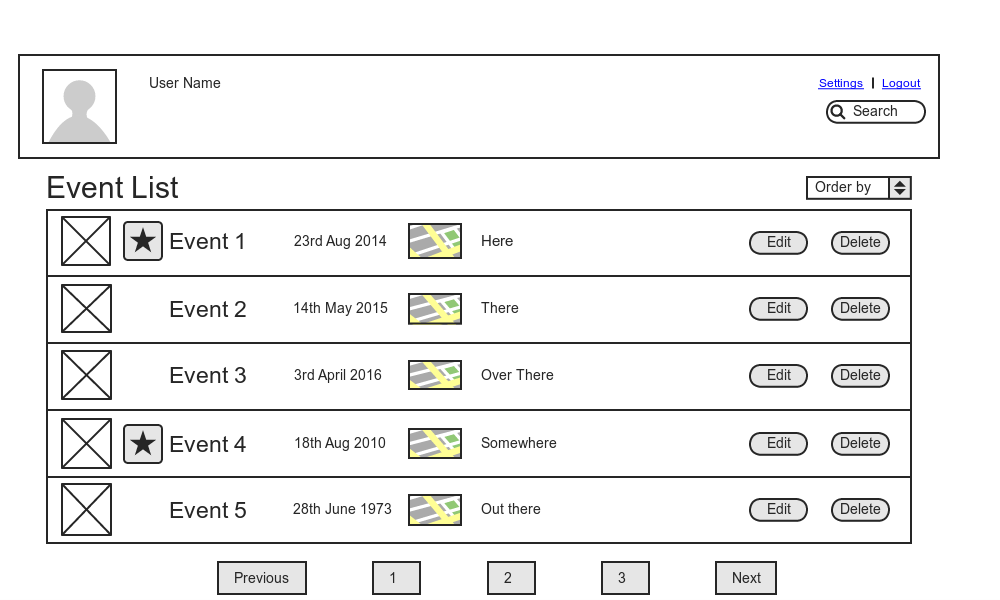 User Name
Settings | Logout
Search
Event List
Order by
Event 1 23rd Aug 2014 Here Edit Delete
Event 2 14th May 2015 There Edit Delete
Event 3 3rd April 2016 Over There Edit Delete
Event 4 18th Aug 2010 Somewhere Edit Delete
Event 5 28th June 1973 Out there Edit Delete
Previous 1 2 3 Next